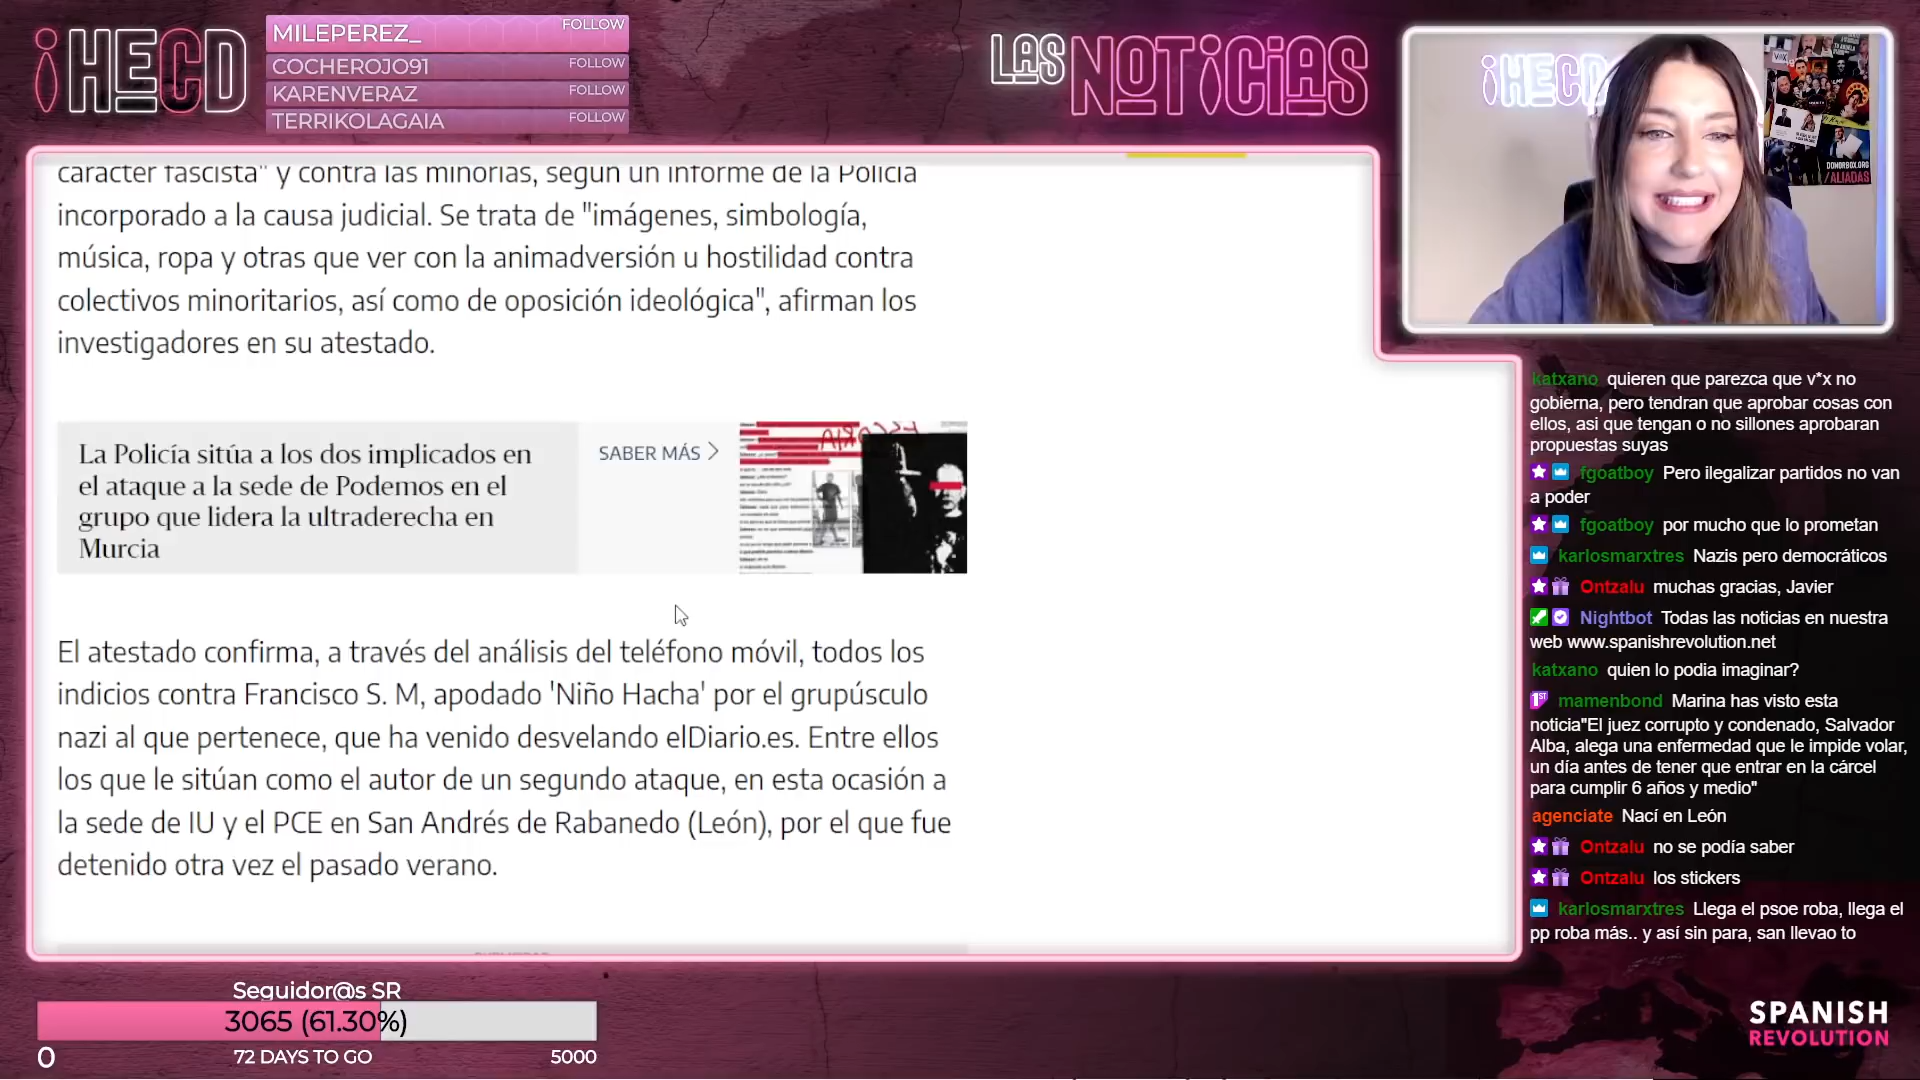 ¡HECD
MILEPEREZ_ FOLLOW
COCHEROJO91 FOLLOW
KARENVERAZ FOLLOW
TERRIKOLAGAIA FOLLOW
LAS NOTICIAS
¡HECD
DONORBOX.ORG
/ALIADAS
carácter fascista" y contra las minorías, según un informe de la Policía
incorporado a la causa judicial. Se trata de "imágenes, simbología,
música, ropa y otras que ver con la animadversión u hostilidad contra
colectivos minoritarios, así como de oposición ideológica", afirman los
investigadores en su atestado.
La Policía sitúa a los dos implicados en
el ataque a la sede de Podemos en el
grupo que lidera la ultraderecha en
Murcia
SABER MÁS
El atestado confirma, a través del análisis del teléfono móvil, todos los
indicios contra Francisco S. M, apodado 'Niño Hacha' por el grupúsculo
nazi al que pertenece, que ha venido desvelando elDiario.es. Entre ellos
los que le sitúan como el autor de un segundo ataque, en esta ocasión a
la sede de IU y el PCE en San Andrés de Rabanedo (León), por el que fue
detenido otra vez el pasado verano.
katxano quieren que parezca que v*x no
gobierna, pero tendran que aprobar cosas con
ellos, asi que tengan o no sillones aprobaran
propuestas suyas
fgoatboy Pero ilegalizar partidos no van
a poder
fgoatboy por mucho que lo prometan
karlosmarxtres Nazis pero democráticos
Ontzalu muchas gracias, Javier
Nightbot Todas las noticias en nuestra
web www.spanishrevolution.net
katxano quien lo podia imaginar?
1ST mamenbond Marina has visto esta
noticia"El juez corrupto y condenado, Salvador
Alba, alega una enfermedad que le impide volar,
un día antes de tener que entrar en la cárcel
para cumplir 6 años y medio"
agenciate Nací en León
Ontzalu no se podía saber
Ontzalu los stickers
karlosmarxtres Llega el psoe roba, llega el
pp roba más.. y así sin para, san llevao to
Seguidor@s SR
3065 (61.30%)
0 72 DAYS TO GO 5000
SPANISH
REVOLUTION